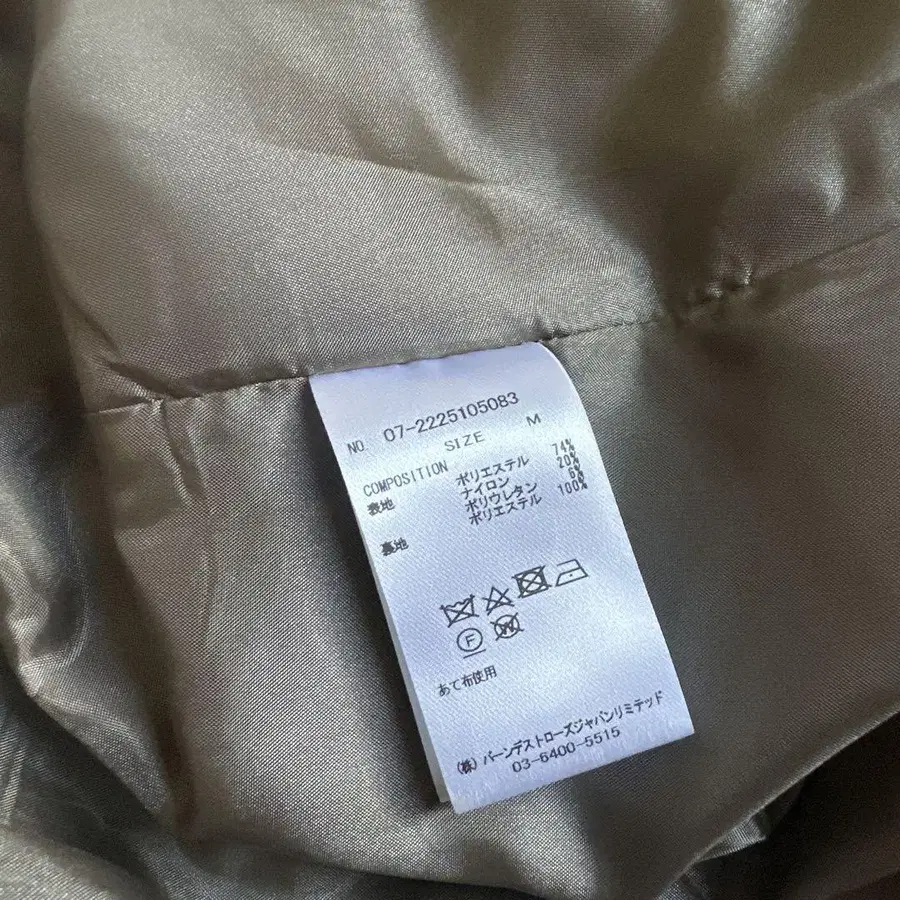 NO. 07-2225105083
SIZE M
COMPOSITION
表地 ポリエステル 74%
ナイロン 20%
ポリウレタン 6%
裏地 ポリエステル 100%
F
W
あて布使用
(株) バーンデストローズジャパンリミテッド
03-6400-5515